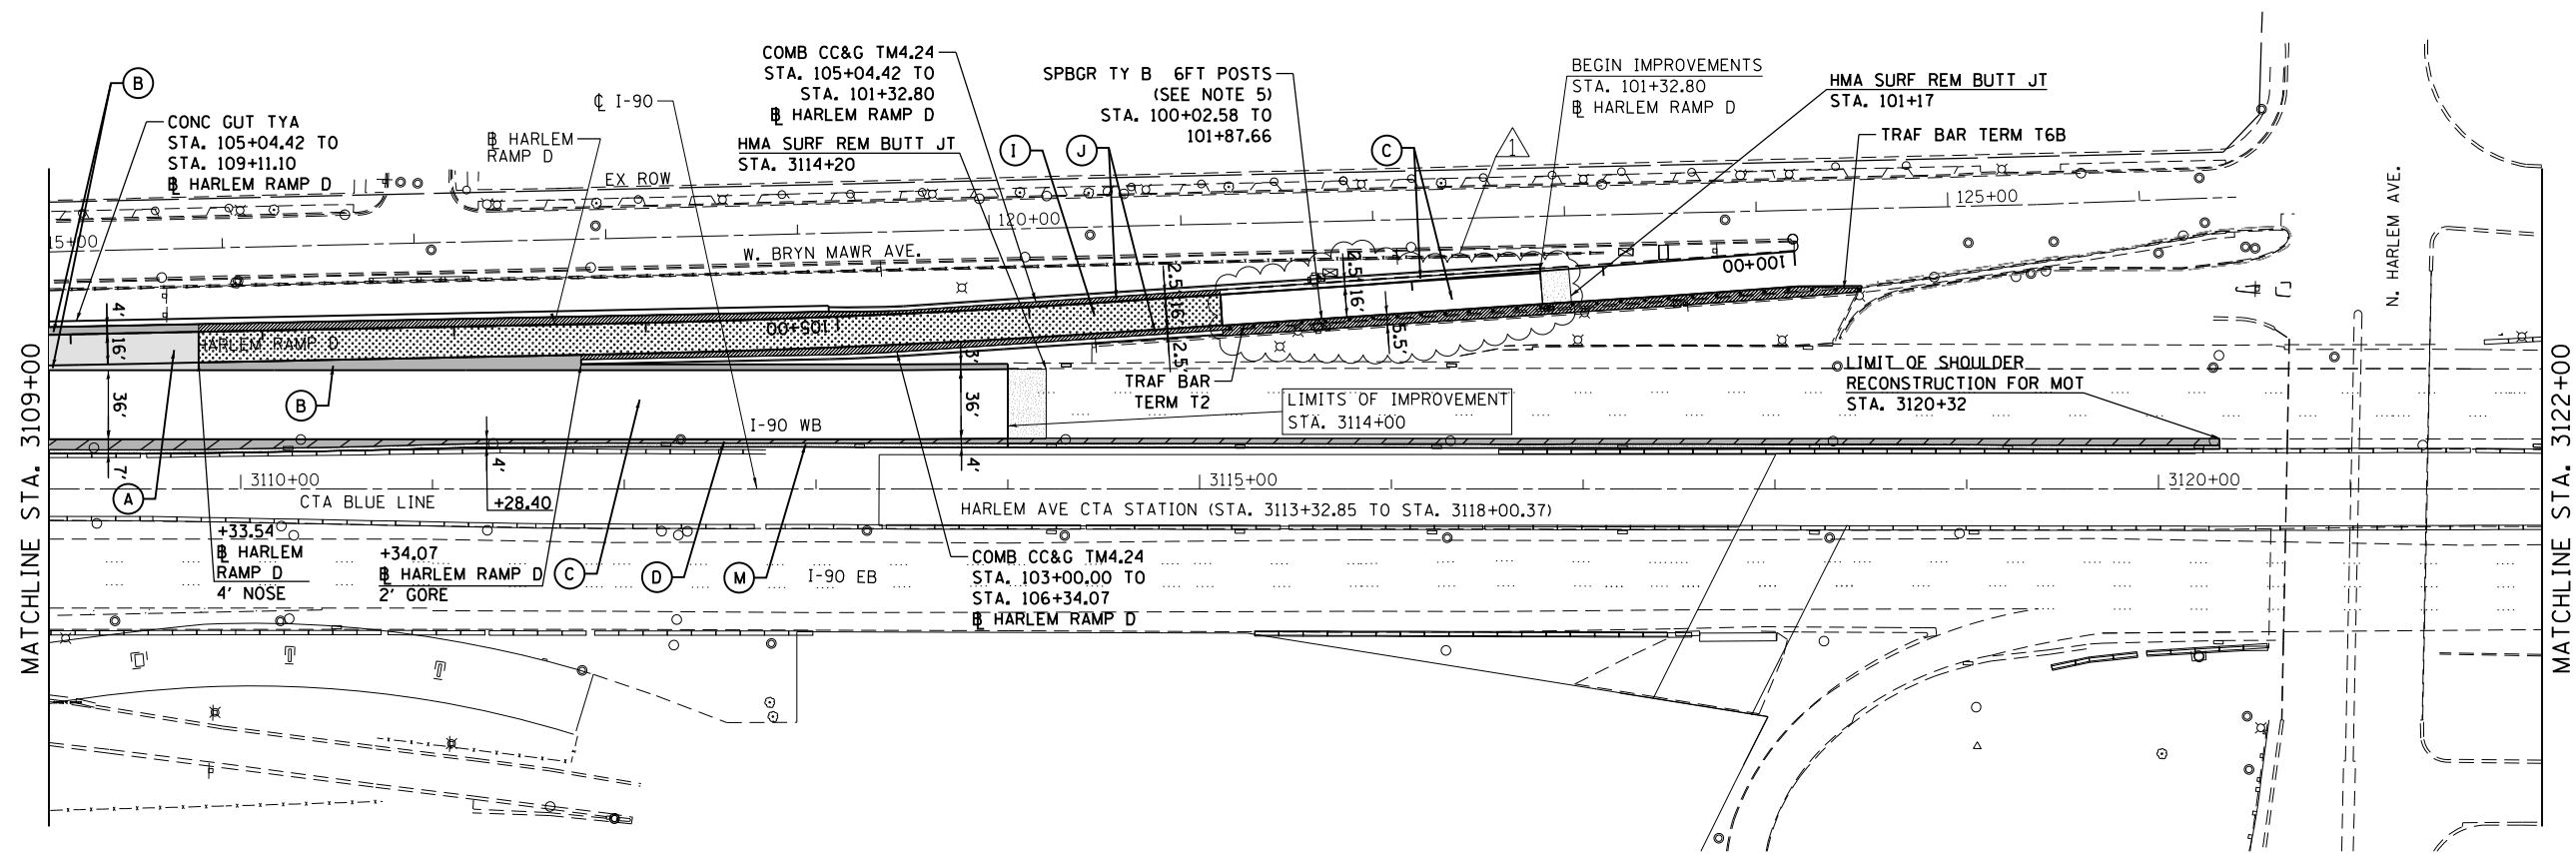 B
CONC GUT TYA
STA. 105+04.42 TO
STA. 109+11.10
℄ I-90
HARLEM RAMP D
HARLEM
RAMP D
COMB CC&G TM4.24
STA. 105+04.42 TO
STA. 101+32.80
HARLEM RAMP D
HMA SURF REM BUTT JT
STA. 3114+20
SPBGR TY B 6FT POSTS
(SEE NOTE 5)
STA. 100+02.58 TO
101+87.66
I
J
C
1
BEGIN IMPROVEMENTS
STA. 101+32.80
HARLEM RAMP D
HMA SURF REM BUTT JT
STA. 101+17
TRAF BAR TERM T6B
EX ROW
15+00
120+00
125+00
W. BRYN MAWR AVE.
N. HARLEM AVE.
100+00
105+00
HARLEM RAMP D
4'
16'
36'
7'
2.5'
16'
2.5'
3'
36'
4'
2.5'
16'
5.5'
4'
B
A
TRAF BAR
TERM T2
LIMITS OF IMPROVEMENT
STA. 3114+00
LIMIT OF SHOULDER
RECONSTRUCTION FOR MOT
STA. 3120+32
I-90 WB
3110+00
3115+00
3120+00
CTA BLUE LINE
+28.40
HARLEM AVE CTA STATION (STA. 3113+32.85 TO STA. 3118+00.37)
+33.54
HARLEM
RAMP D
4' NOSE
+34.07
HARLEM RAMP D
2' GORE
C
D
M
I-90 EB
COMB CC&G TM4.24
STA. 103+00.00 TO
STA. 106+34.07
HARLEM RAMP D
MATCHLINE STA. 3109+00
MATCHLINE STA. 3122+00